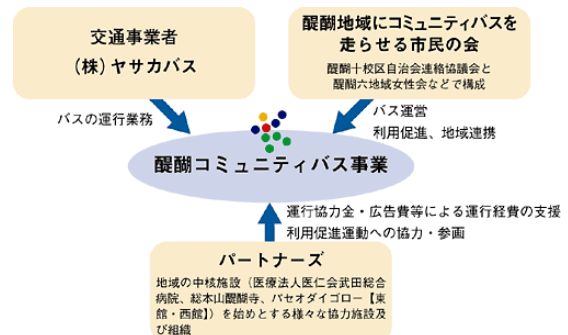 交通事業者
(株)ヤサカバス
醍醐地域にコミュニティバスを
走らせる市民の会
醍醐十校区自治会連絡協議会と
醍醐六地域女性会などで構成
バスの運行業務
バス運営
利用促進、地域連携
醍醐コミュニティバス事業
運行協力金・広告費等による運行経費の支援
利用促進運動への協力・参画
パートナーズ
地域の中核施設(医療法人医仁会武田総合
病院、総本山醍醐寺、パセオダイゴロー【東
館・西館】)を始めとする様々な協力施設及
び組織